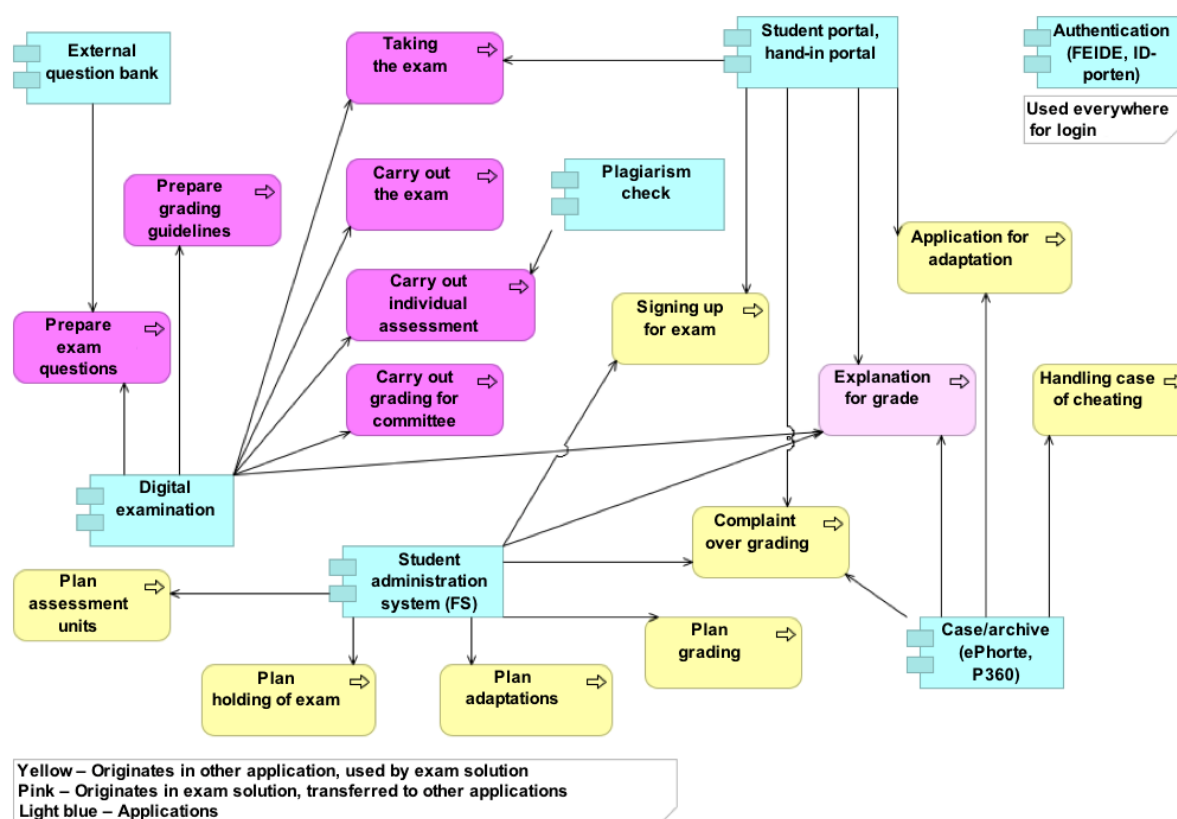 External
question bank
Taking
the exam
Student portal,
hand-in portal
Authentication
(FEIDE, ID-
porten)
Used everywhere
for login
Prepare
grading
guidelines
Carry out
the exam
Plagiarism
check
Application for
adaptation
Carry out
individual
assessment
Signing up
for exam
Prepare
exam
questions
Carry out
grading for
committee
Explanation
for grade
Handling case
of cheating
Digital
examination
Complaint
over grading
Student
administration
system (FS)
Plan
assessment
units
Plan
grading
Case/archive
(ePhorte,
P360)
Plan
holding of exam
Plan
adaptations
Yellow – Originates in other application, used by exam solution
Pink – Originates in exam solution, transferred to other applications
Light blue – Applications